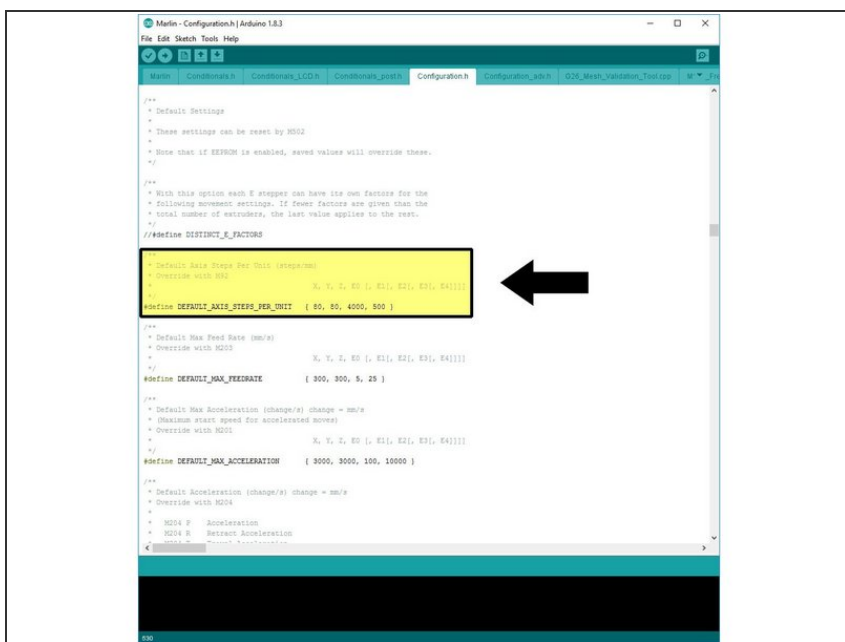 Marlin - Configuration.h | Arduino 1.8.3
File Edit Sketch Tools Help
Marlin Conditionals.h Conditionals_LCD.h Conditionals_post.h Configuration.h Configuration_adv.h G26_Mesh_Validation_Tool.cpp
/**
* Default Settings
*
* These settings can be reset by M502
*
* Note that if EEPROM is enabled, saved values will override these.
*/
/**
* With this option each E stepper can have its own factors for the
* following movement settings. If fewer factors are given than the
* total number of extruders, the last value applies to the rest.
*/
//#define DISTINCT_E_FACTORS
/**
* Default Axis Steps Per Unit (steps/mm)
* Override with M92
* X, Y, Z, E0 [, E1[, E2[, E3[, E4]]]]
*/
#define DEFAULT_AXIS_STEPS_PER_UNIT { 80, 80, 4000, 500 }
/**
* Default Max Feed Rate (mm/s)
* Override with M203
* X, Y, Z, E0 [, E1[, E2[, E3[, E4]]]]
*/
#define DEFAULT_MAX_FEEDRATE { 300, 300, 5, 25 }
/**
* Default Max Acceleration (change/s) change = mm/s
* (Maximum start speed for accelerated moves)
* Override with M201
* X, Y, Z, E0 [, E1[, E2[, E3[, E4]]]]
*/
#define DEFAULT_MAX_ACCELERATION { 3000, 3000, 100, 10000 }
/**
* Default Acceleration (change/s) change = mm/s
* Override with M204
*
* M204 P Acceleration
* M204 R Retract Acceleration
530